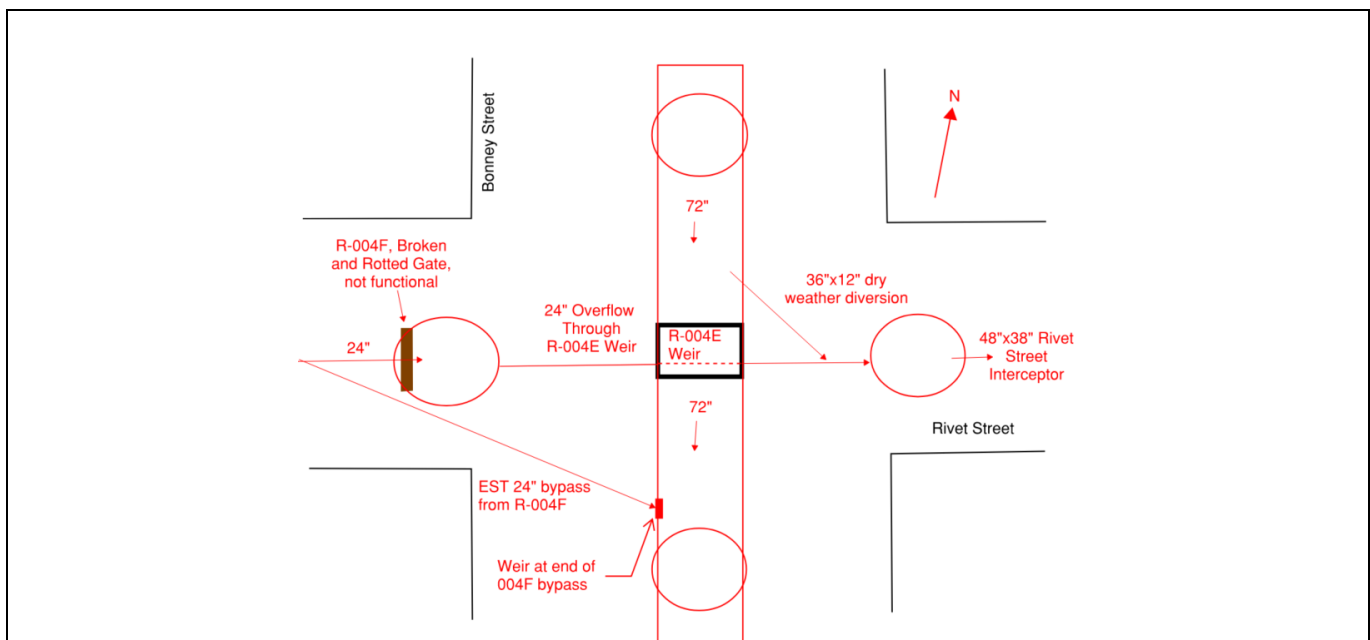 Bonney Street
N
72"
R-004F, Broken
and Rotted Gate,
not functional
36"x12" dry
weather diversion
24" Overflow
Through
R-004E Weir
R-004E
Weir
24"
48"x38" Rivet
Street
Interceptor
72"
Rivet Street
EST 24" bypass
from R-004F
Weir at end of
004F bypass